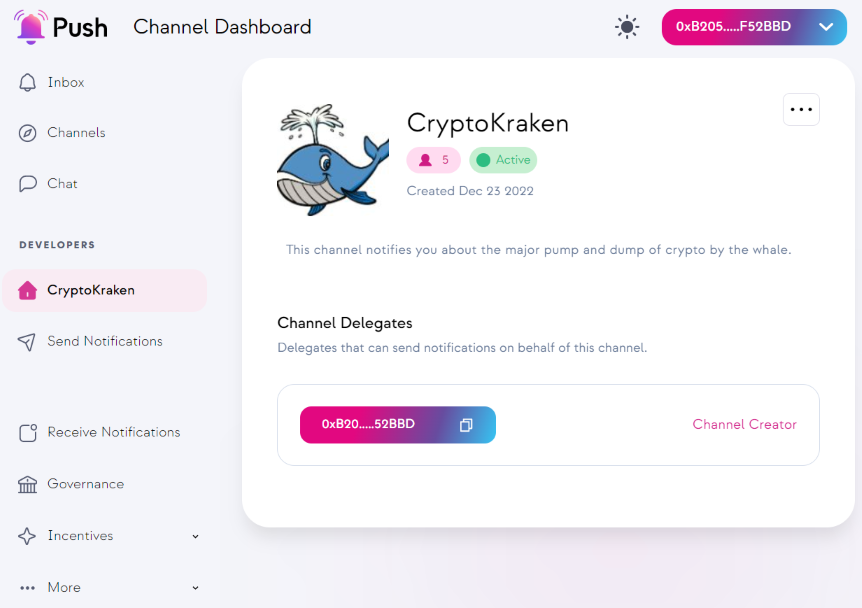 Push
Channel Dashboard
0xB205.....F52BBD
Inbox
Channels
Chat
DEVELOPERS
CryptoKraken
Send Notifications
Receive Notifications
Governance
Incentives
More
CryptoKraken
5
Active
Created Dec 23 2022
This channel notifies you about the major pump and dump of crypto by the whale.
Channel Delegates
Delegates that can send notifications on behalf of this channel.
0xB20.....52BBD
Channel Creator